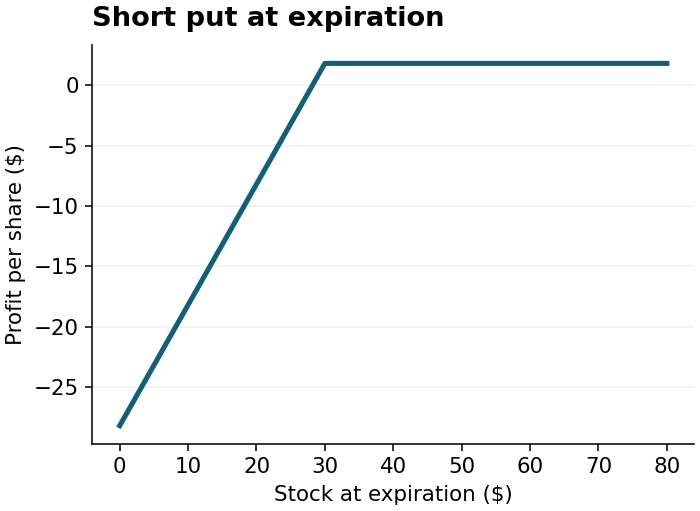 Short put at expiration
Profit per share ($)
0
−5
−10
−15
−20
−25
0 10 20 30 40 50 60 70 80
Stock at expiration ($)